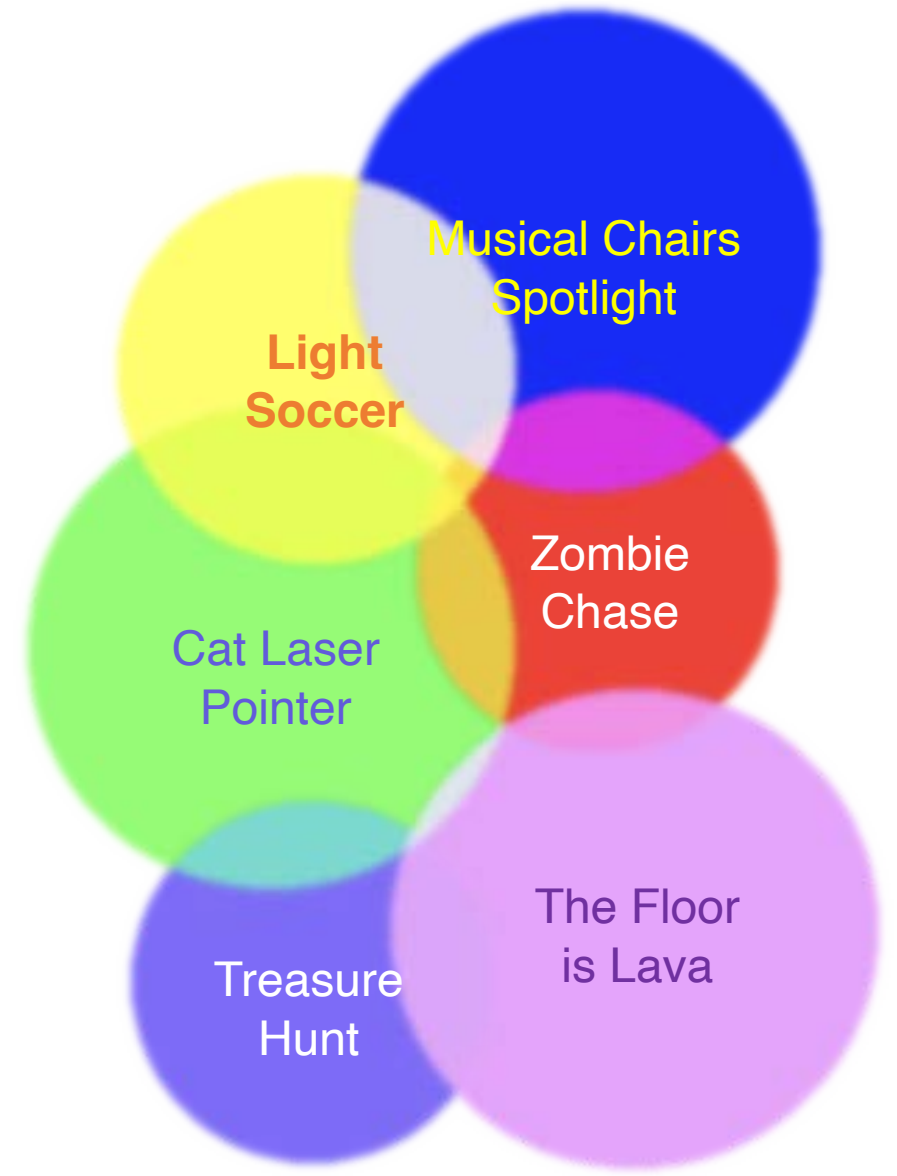 Musical Chairs
Spotlight
Light
Soccer
Zombie
Chase
Cat Laser
Pointer
The Floor
is Lava
Treasure
Hunt